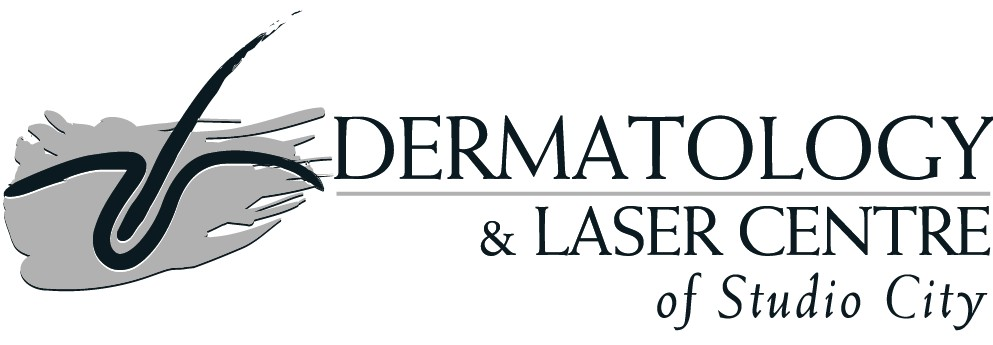 DERMATOLOGY
& LASER CENTRE
of Studio City